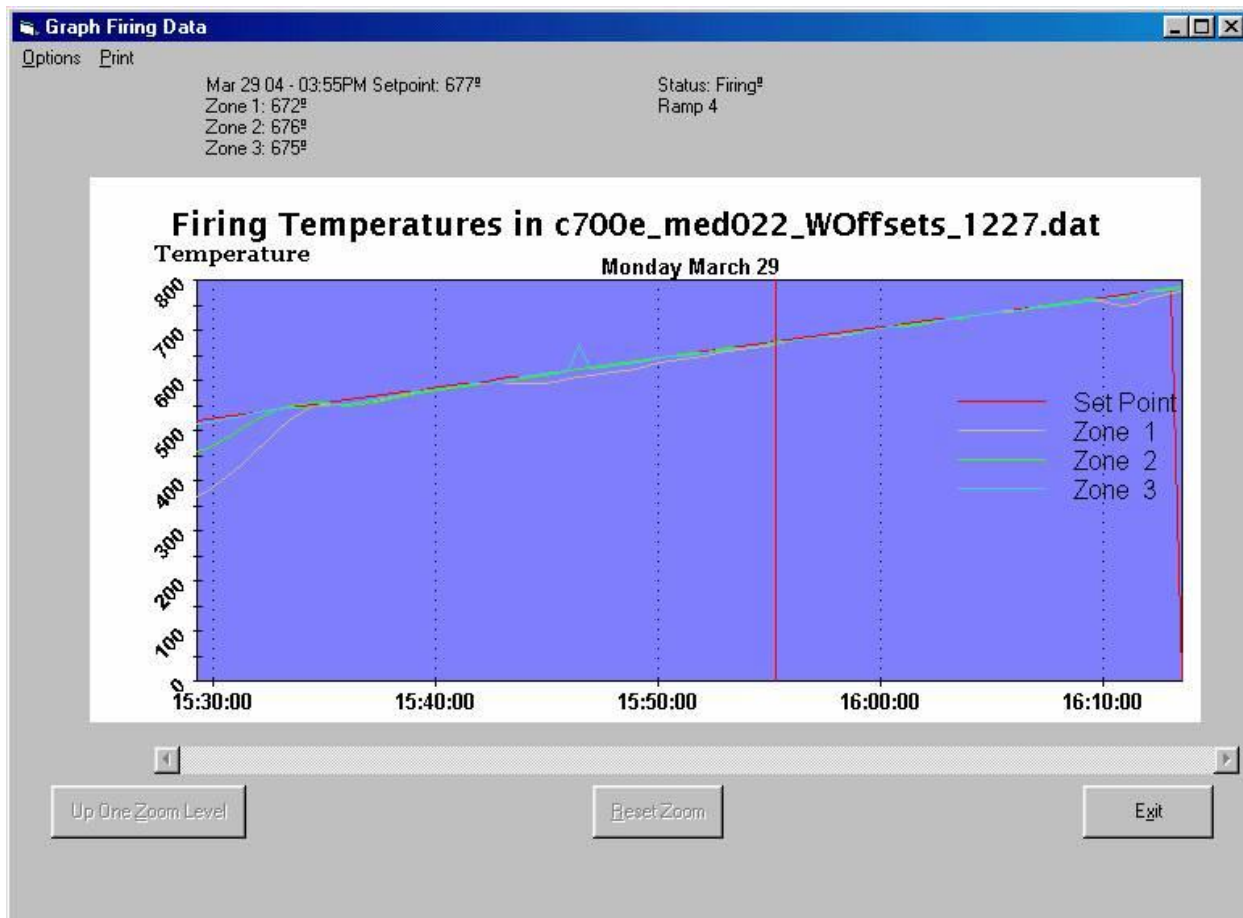 Graph Firing Data
Options Print
Mar 29 04 - 03:55PM Setpoint: 677º
Zone 1: 672º
Zone 2: 676º
Zone 3: 675º
Status: Firingº
Ramp 4
Firing Temperatures in c700e_med022_WOffsets_1227.dat
Temperature
Monday March 29
800
700
600
500
400
300
200
100
0
Set Point
Zone 1
Zone 2
Zone 3
15:30:00 15:40:00 15:50:00 16:00:00 16:10:00
Up One Zoom Level Reset Zoom Exit